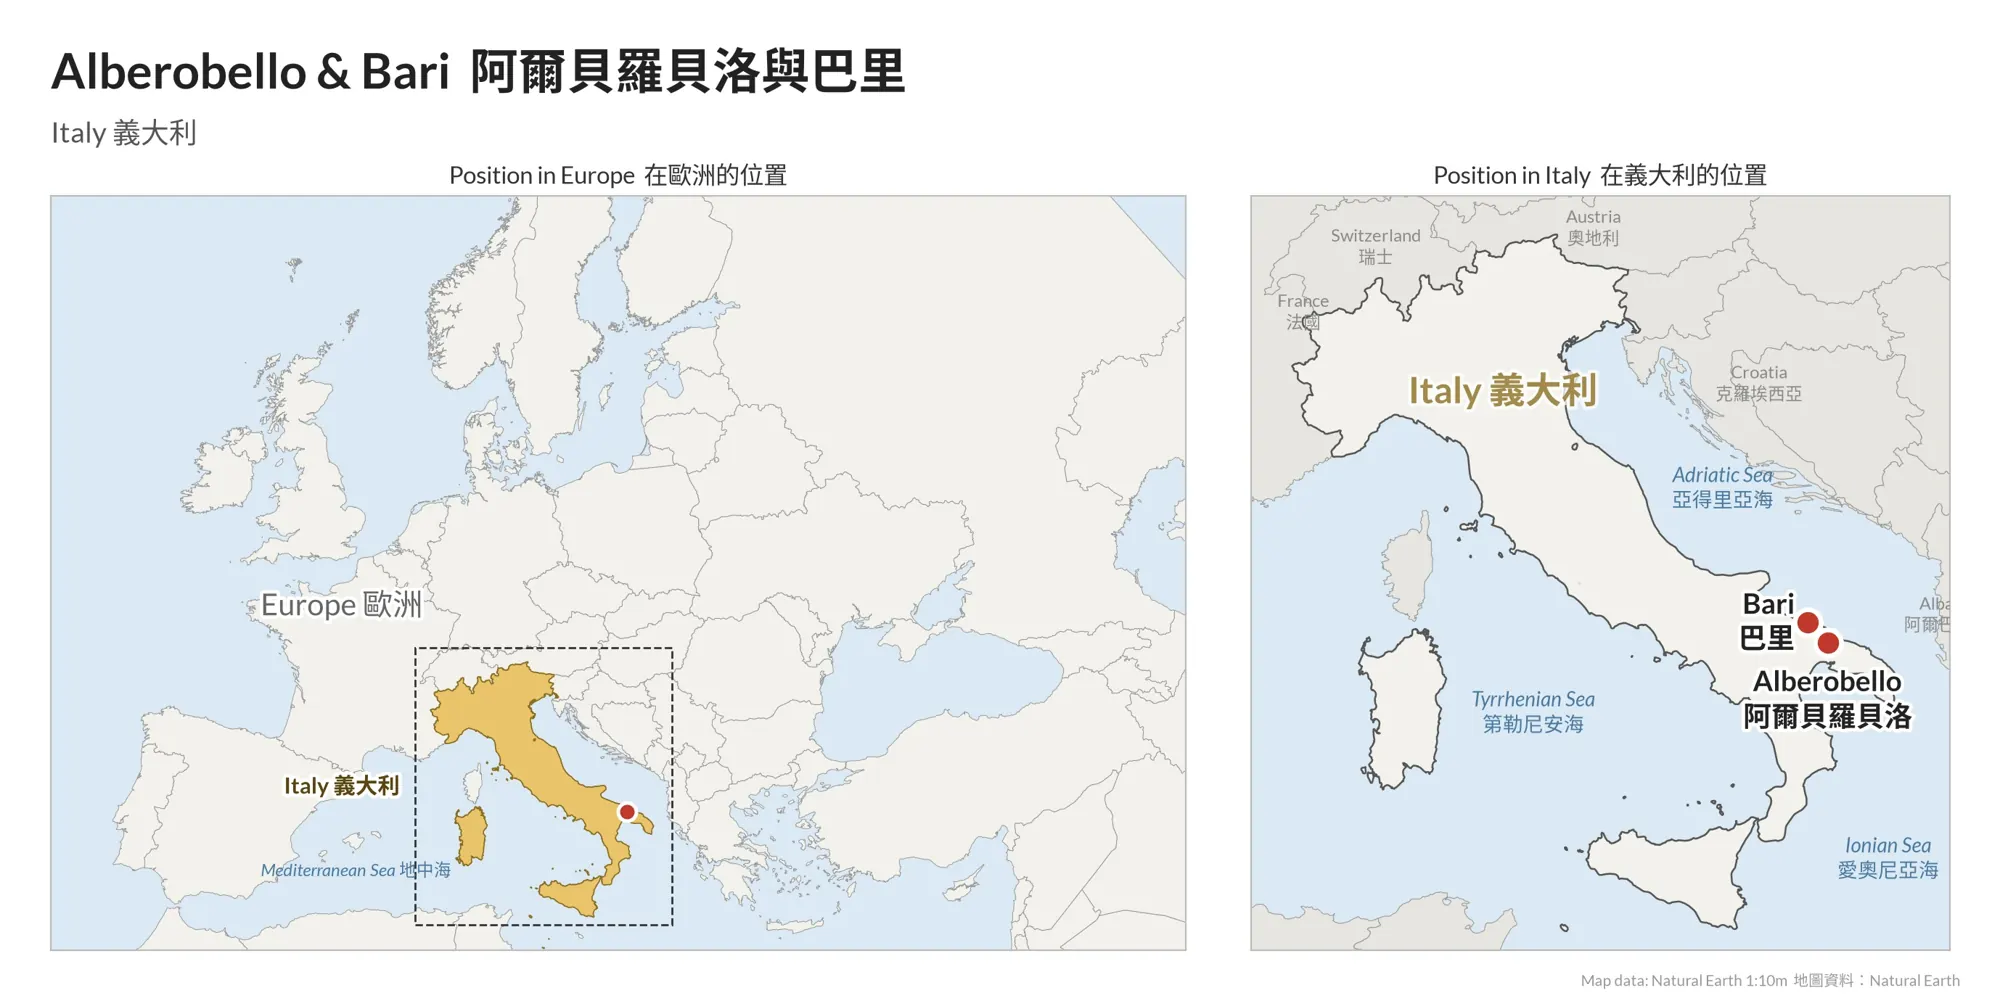 Alberobello & Bari 阿爾貝羅貝洛與巴里
Italy 義大利
Position in Europe 在歐洲的位置
Europe 歐洲
Italy 義大利
Mediterranean Sea 地中海
Position in Italy 在義大利的位置
Austria
奧地利
Switzerland
瑞士
France
法國
Italy 義大利
Croatia
克羅埃西亞
Adriatic Sea
亞得里亞海
Bari
巴里
Alba
阿爾巴
Alberobello
阿爾貝羅貝洛
Tyrrhenian Sea
第勒尼安海
Ionian Sea
愛奧尼亞海
Map data: Natural Earth 1:10m 地圖資料：Natural Earth